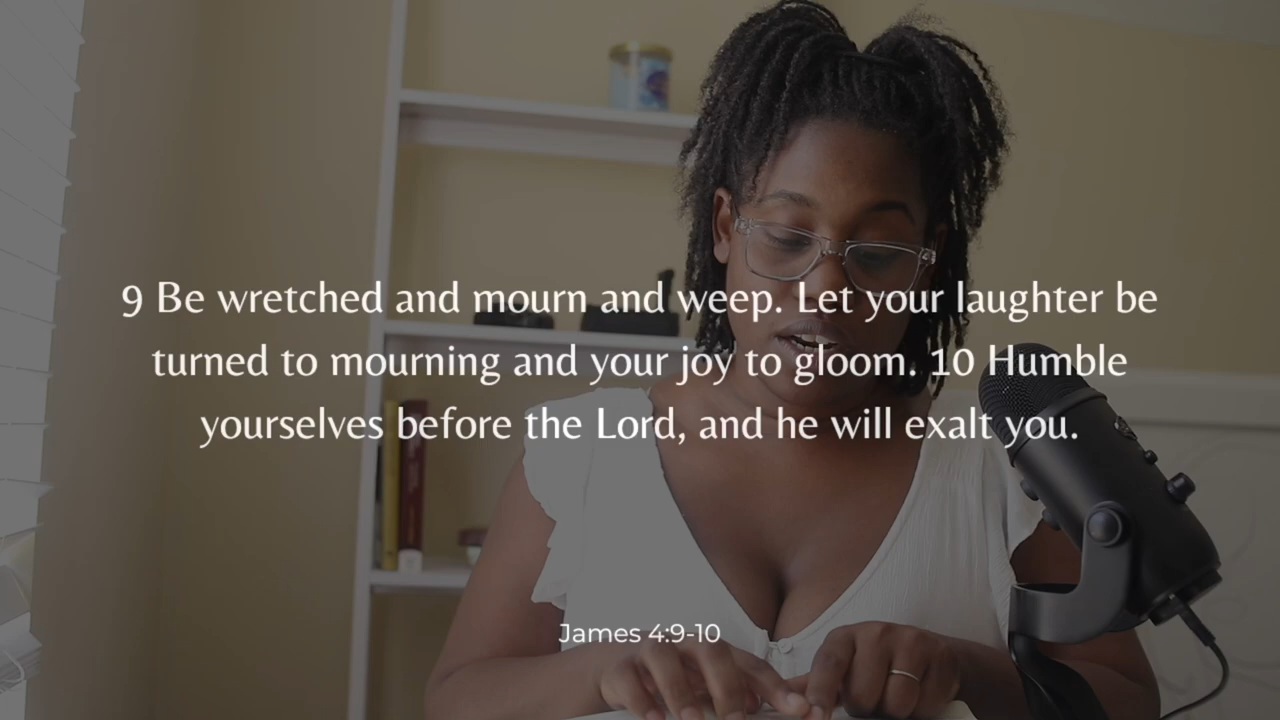 9 Be wretched and mourn and weep. Let your laughter be
turned to mourning and your joy to gloom. 10 Humble
yourselves before the Lord, and he will exalt you.
James 4:9-10